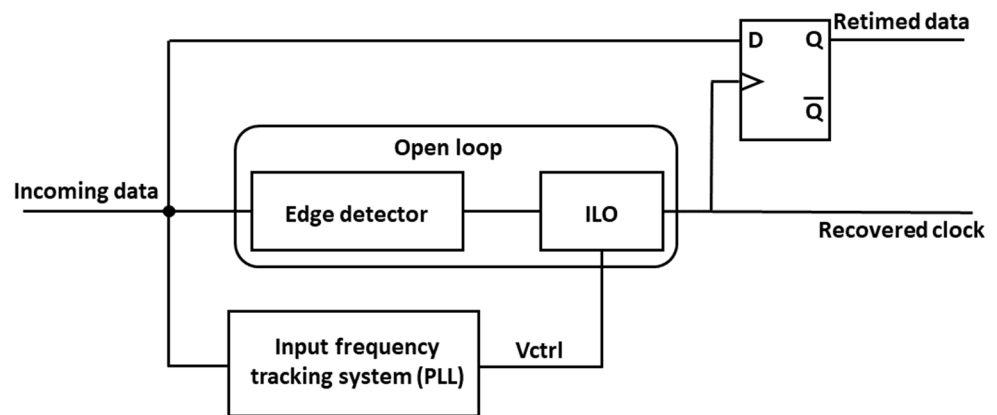 Retimed data
D Q
Q̅
Open loop
Incoming data
Edge detector
ILO
Recovered clock
Input frequency
tracking system (PLL)
Vctrl